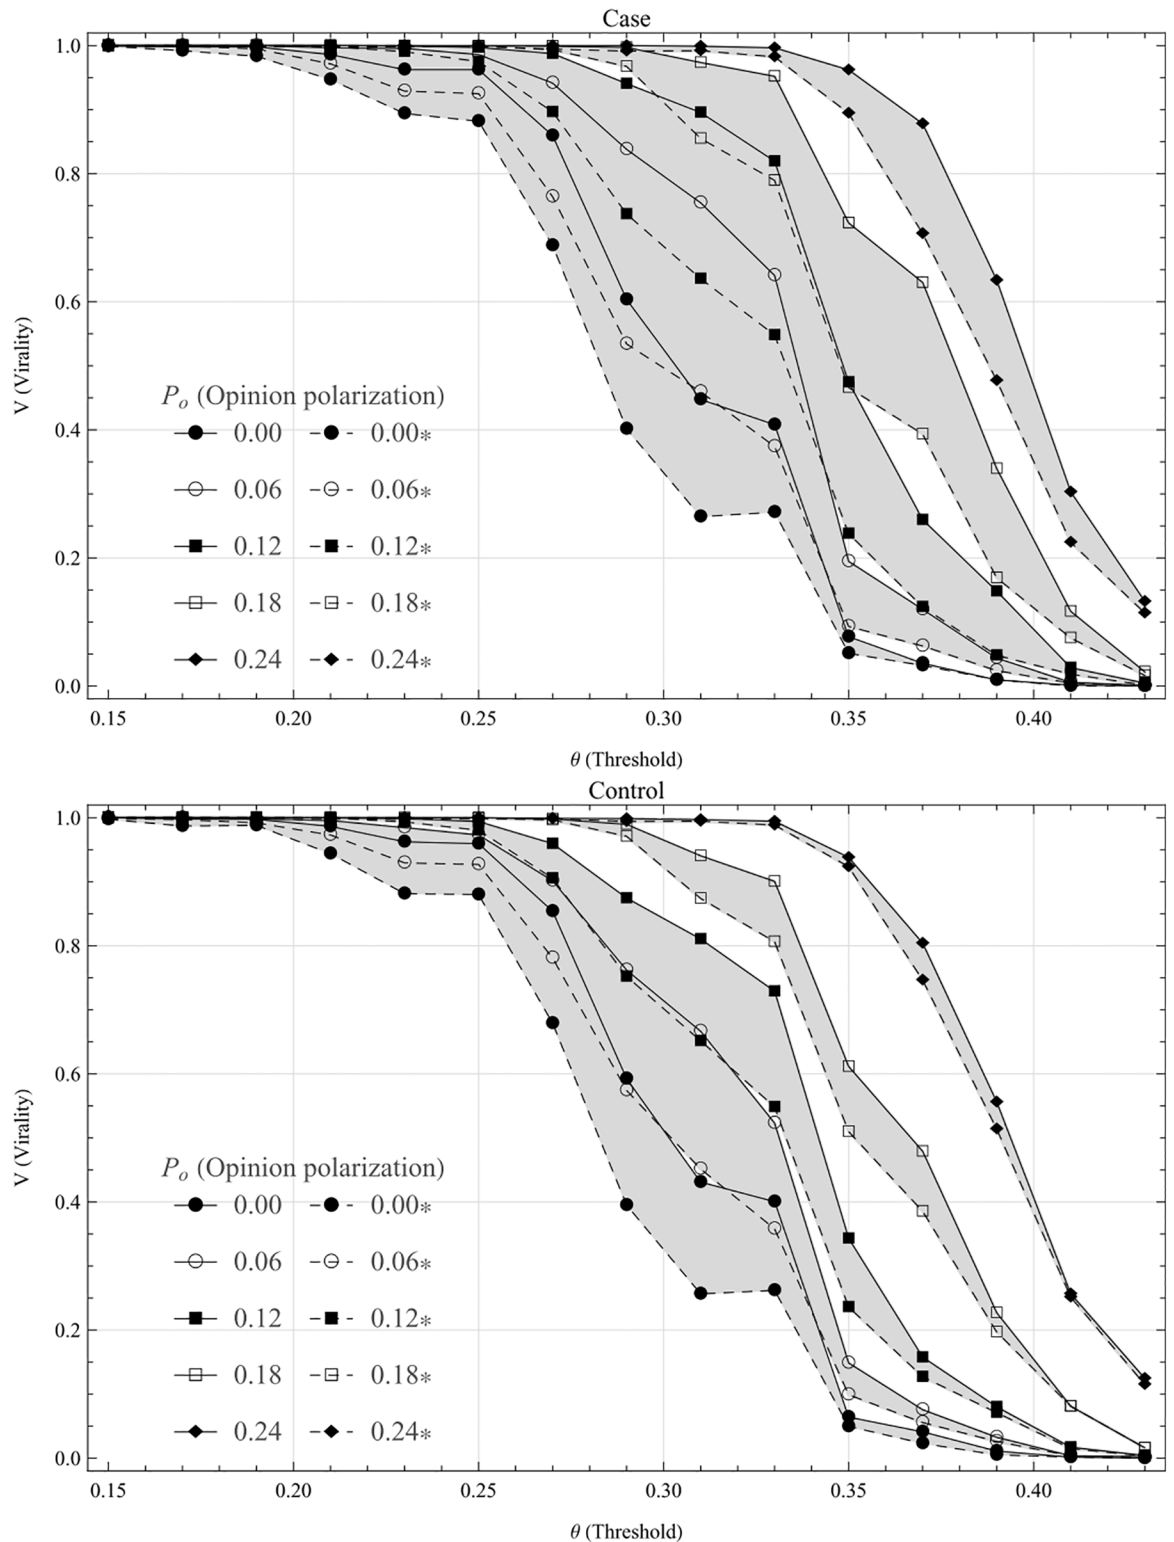 Case
1.0
0.8
0.6
0.4
0.2
0.0
V (Virality)
Pₒ (Opinion polarization)
0.00 0.00*
0.06 0.06*
0.12 0.12*
0.18 0.18*
0.24 0.24*
0.15 0.20 0.25 0.30 0.35 0.40
θ (Threshold)
Control
1.0
0.8
0.6
0.4
0.2
0.0
V (Virality)
Pₒ (Opinion polarization)
0.00 0.00*
0.06 0.06*
0.12 0.12*
0.18 0.18*
0.24 0.24*
0.15 0.20 0.25 0.30 0.35 0.40
θ (Threshold)